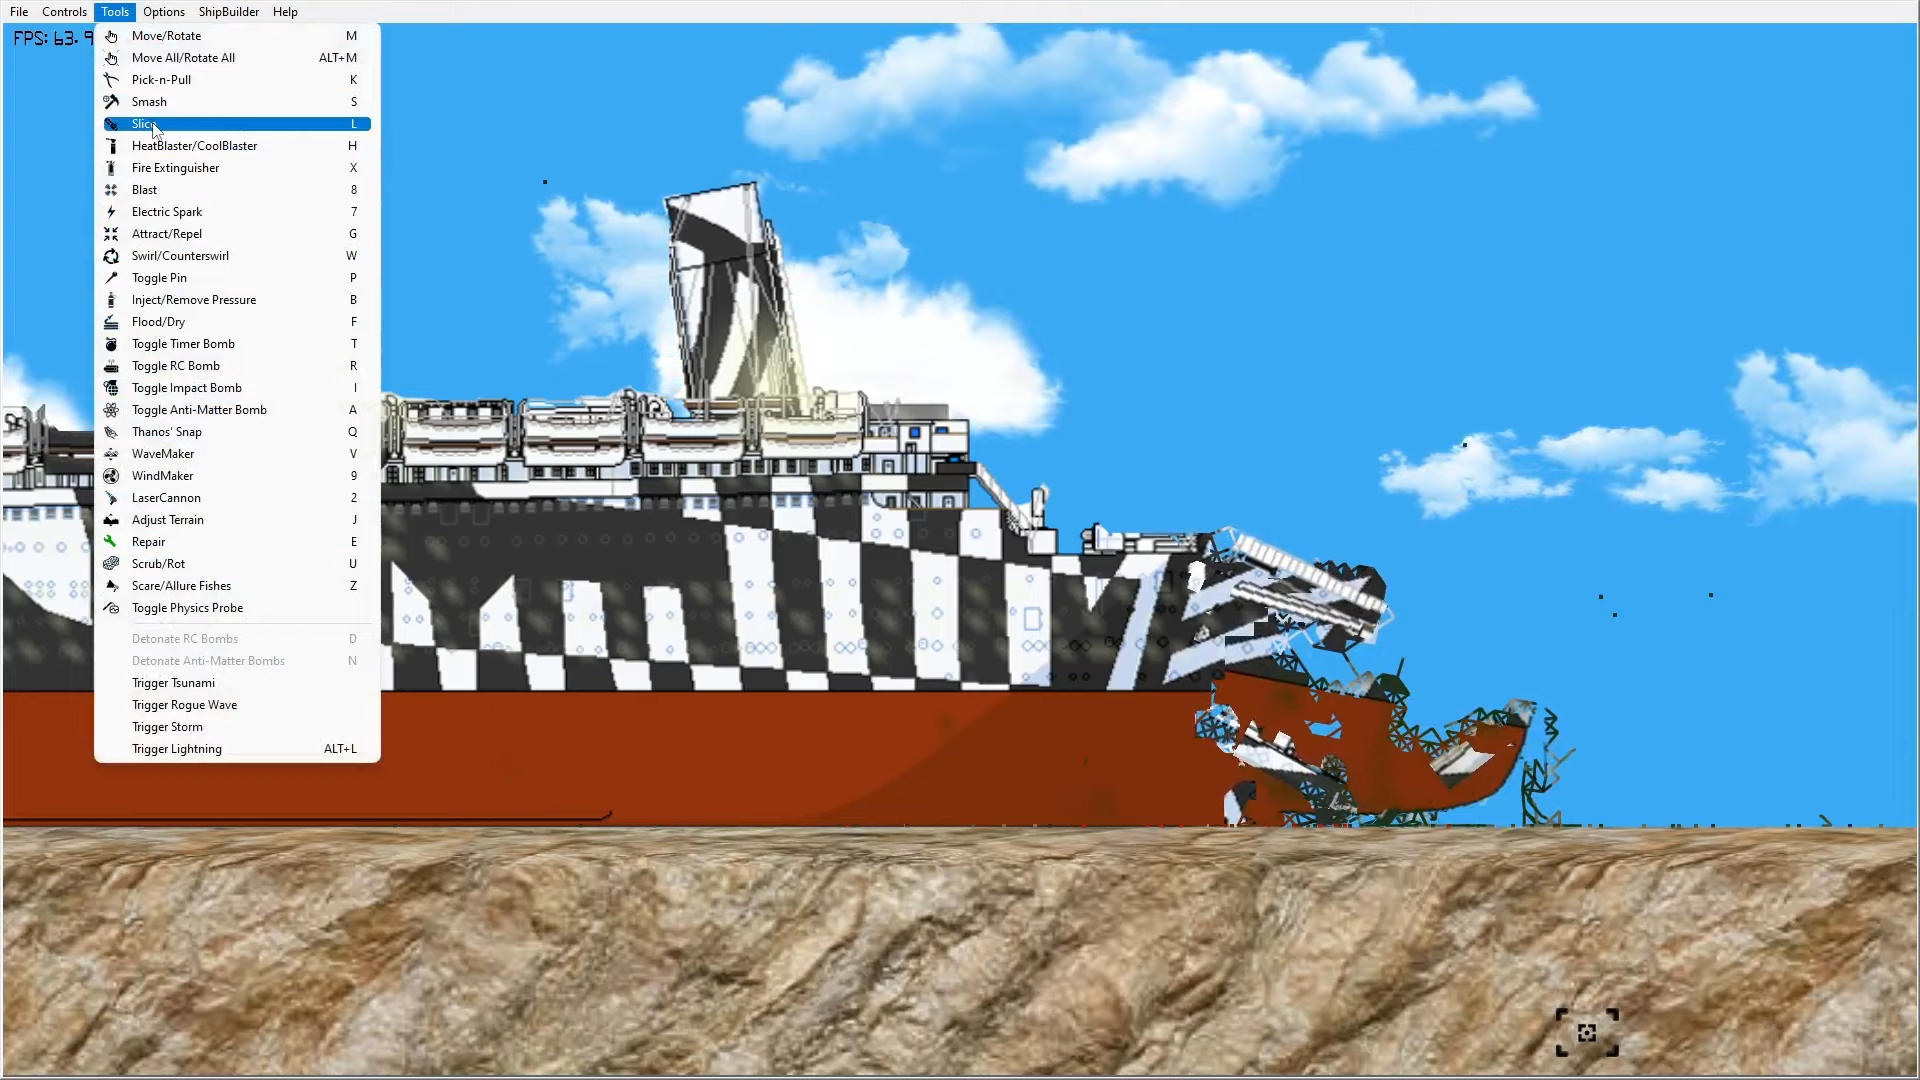 File Controls Tools Options ShipBuilder Help
FPS: 63.9
Move/Rotate M
Move All/Rotate All ALT+M
Pick-n-Pull K
Smash S
Slice L
HeatBlaster/CoolBlaster H
Fire Extinguisher X
Blast 8
Electric Spark 7
Attract/Repel G
Swirl/Counterswirl W
Toggle Pin P
Inject/Remove Pressure B
Flood/Dry F
Toggle Timer Bomb T
Toggle RC Bomb R
Toggle Impact Bomb I
Toggle Anti-Matter Bomb A
Thanos' Snap Q
WaveMaker V
WindMaker 9
LaserCannon 2
Adjust Terrain J
Repair E
Scrub/Rot U
Scare/Allure Fishes Z
Toggle Physics Probe
Detonate RC Bombs D
Detonate Anti-Matter Bombs N
Trigger Tsunami
Trigger Rogue Wave
Trigger Storm
Trigger Lightning ALT+L